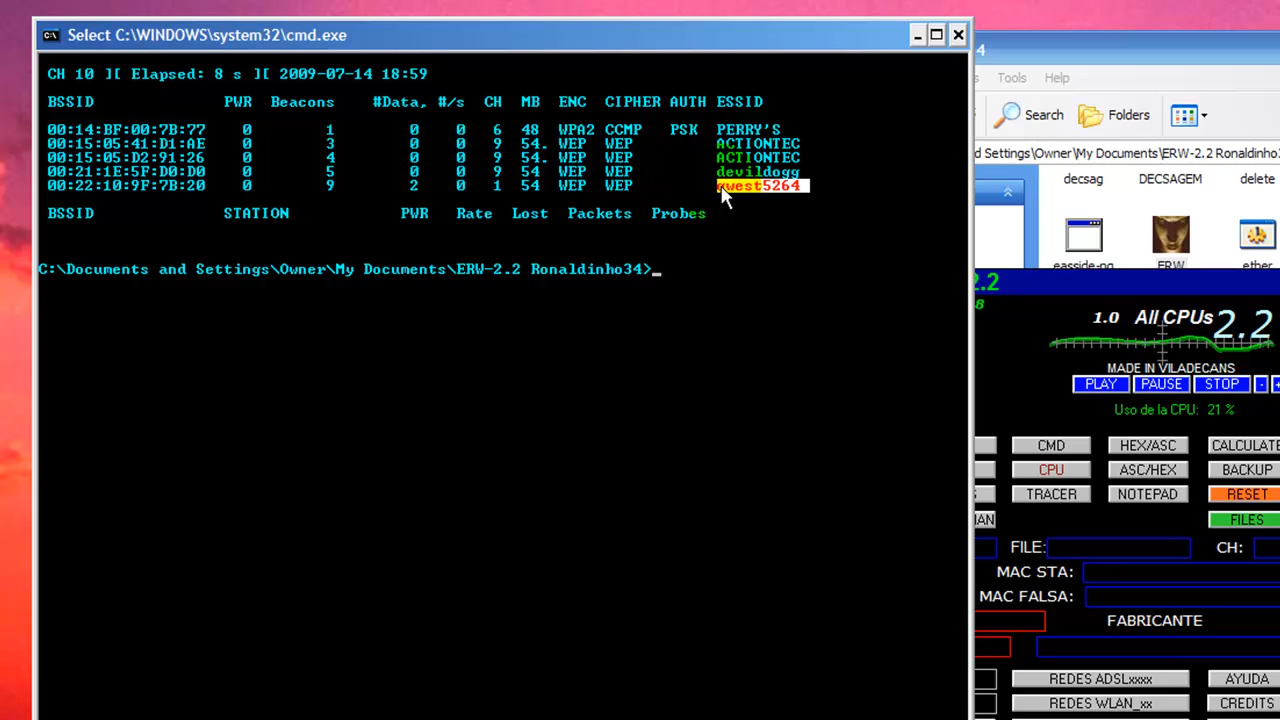 Select C:\WINDOWS\system32\cmd.exe
CH 10 ][ Elapsed: 8 s ][ 2009-07-14 18:59
BSSID PWR Beacons #Data, #/s CH MB ENC CIPHER AUTH ESSID
00:14:BF:00:7B:77 0 1 0 0 6 48 WPA2 CCMP PSK PERRY'S
00:15:05:41:D1:AE 0 3 0 0 9 54. WEP WEP ACTIONTEC
00:15:05:D2:91:26 0 4 0 0 9 54. WEP WEP ACTIONTEC
00:21:1E:5F:D0:D0 0 5 0 0 9 54 WEP WEP devildogg
00:22:10:9F:7B:20 0 9 2 0 1 54 WEP WEP qwest5264
BSSID STATION PWR Rate Lost Packets Probes
C:\Documents and Settings\Owner\My Documents\ERW-2.2 Ronaldinho34>
4
Tools Help
Search Folders
d Settings\Owner\My Documents\ERW-2.2 Ronaldinho34
decsag DECSAGEM delete
easside-ng ERW ether
2.2
8
1.0 All CPUs 2.2
MADE IN VILADECANS
PLAY PAUSE STOP - +
Uso de la CPU: 21 %
CMD HEX/ASC CALCULATE
CPU ASC/HEX BACKUP
TRACER NOTEPAD RESET
AN FILES
FILE: CH:
MAC STA:
MAC FALSA:
FABRICANTE
REDES ADSLxxxx AYUDA
REDES WLAN_xx CREDITS